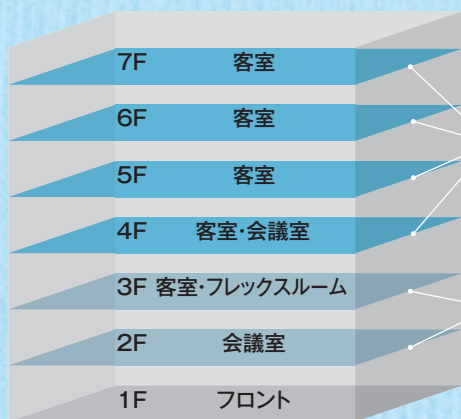 7F 客室
6F 客室
5F 客室
4F 客室・会議室
3F 客室・フレックスルーム
2F 会議室
1F フロント